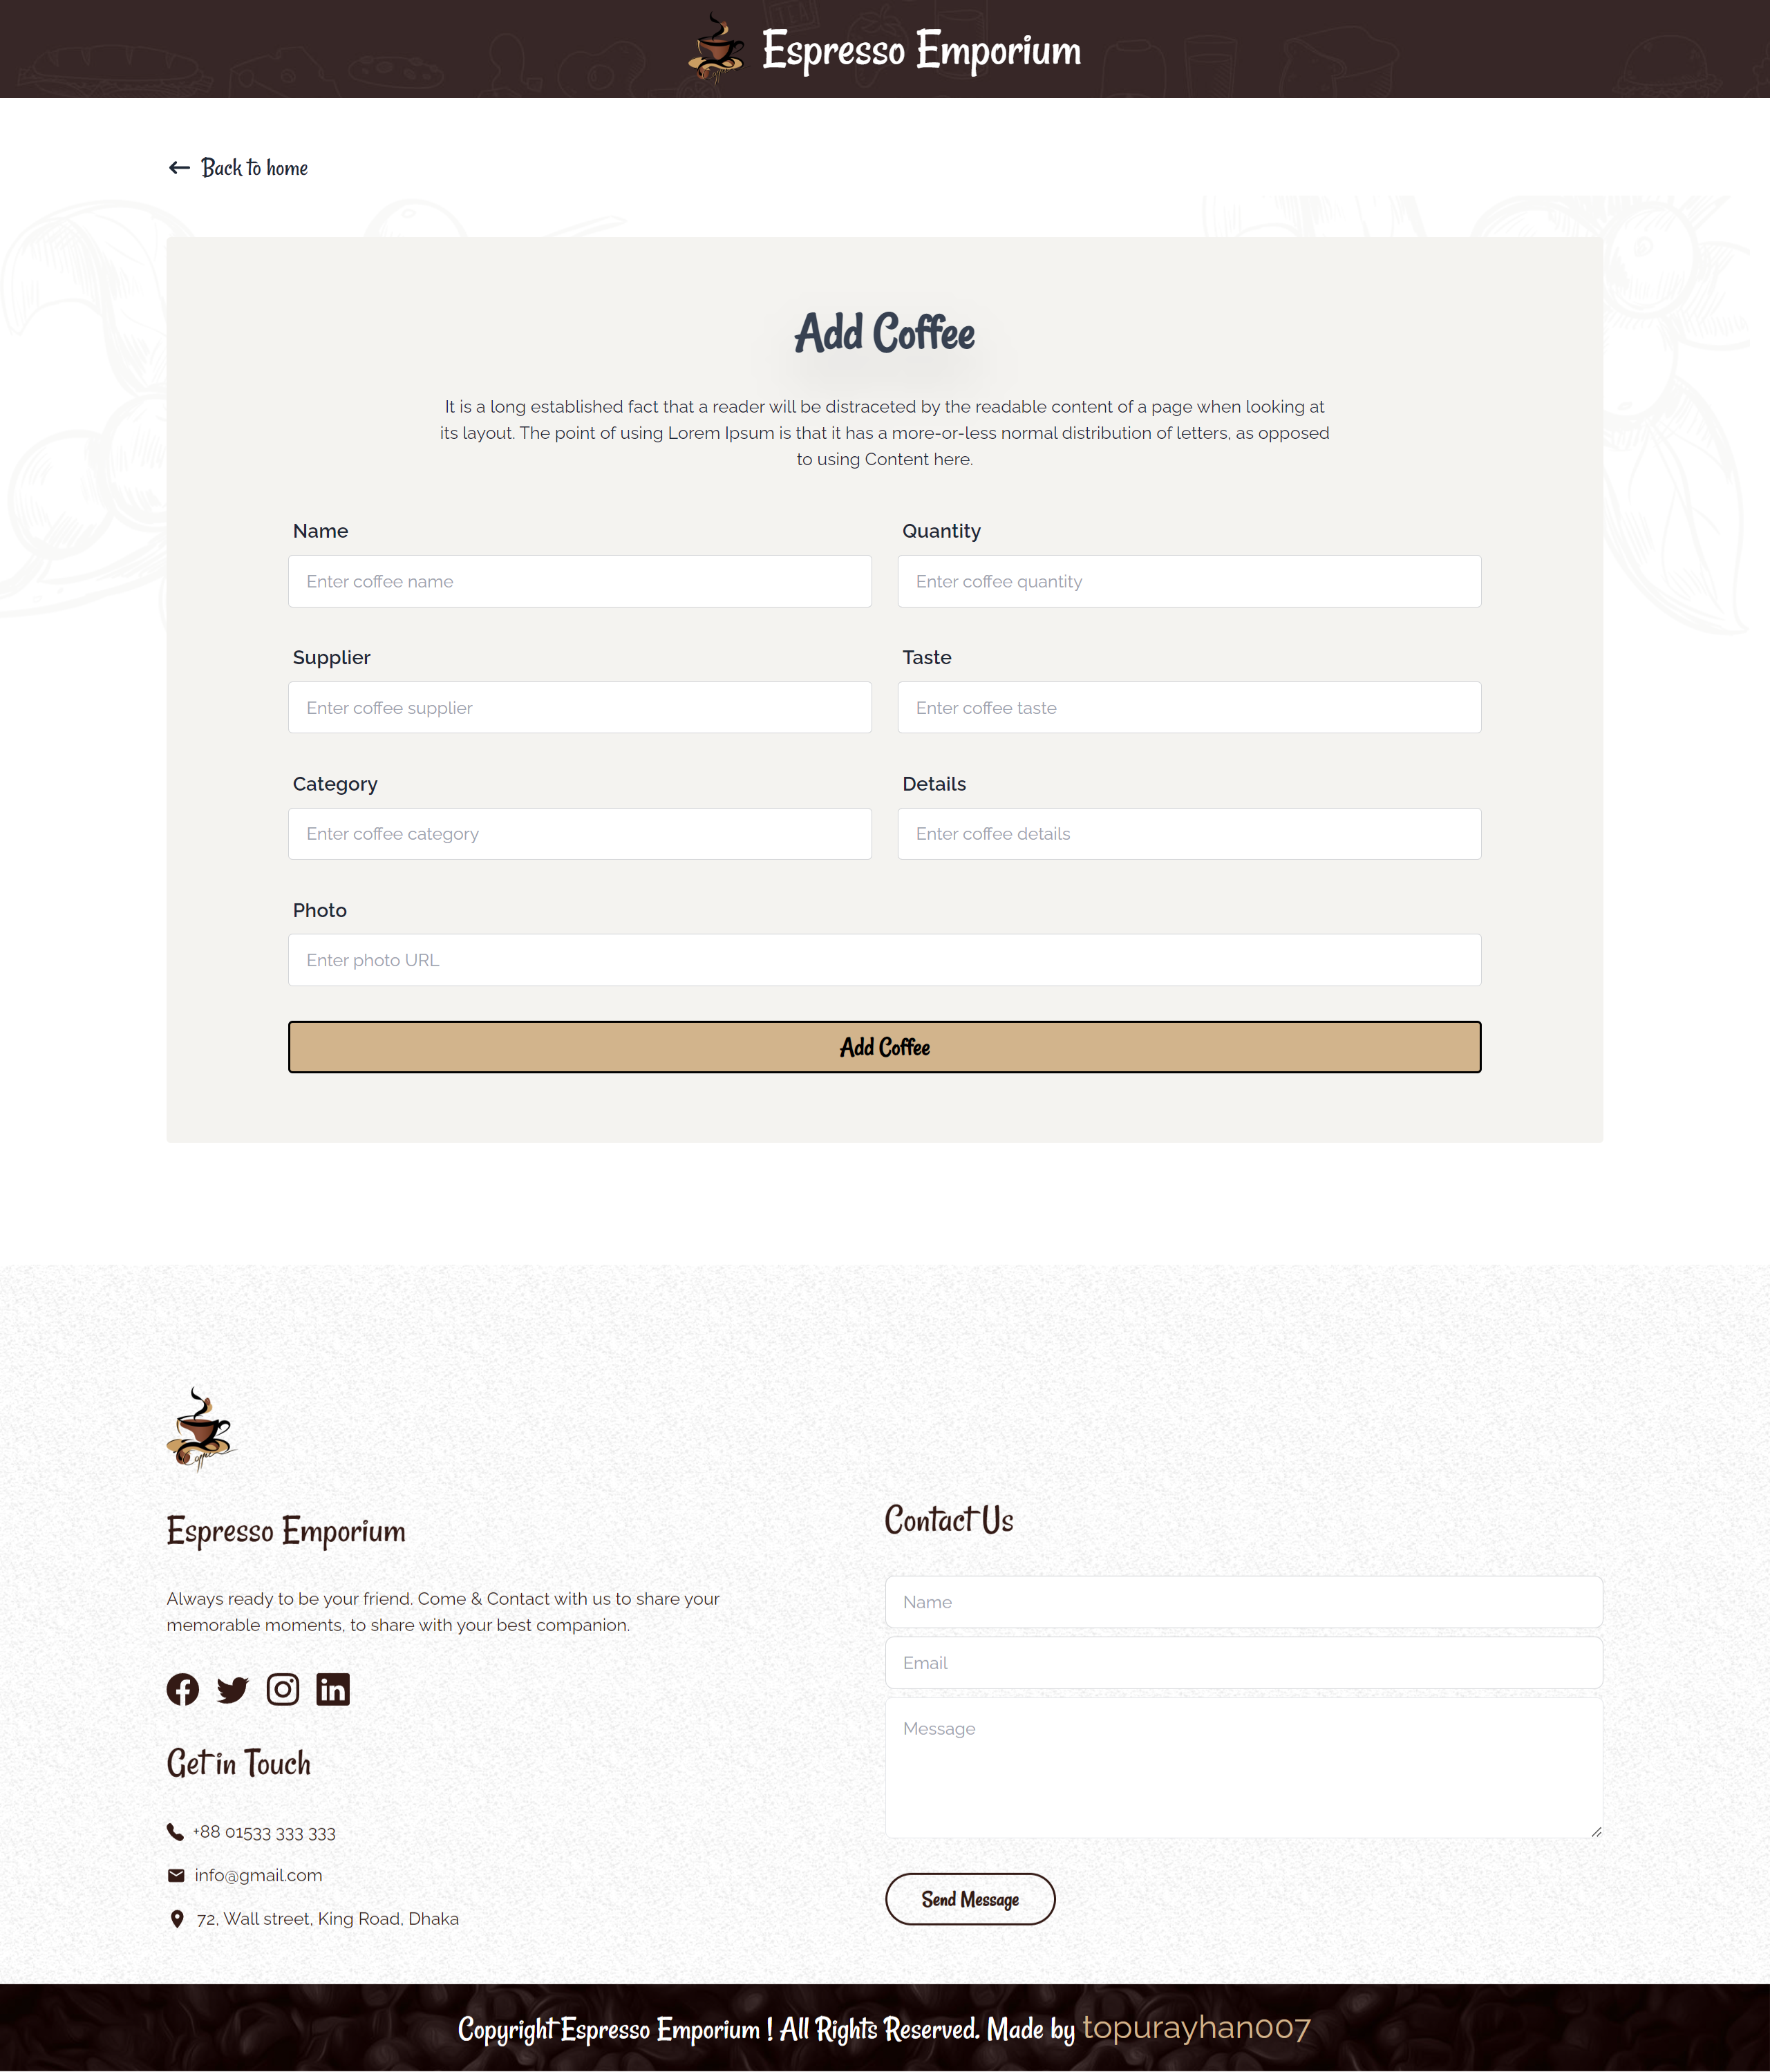 Espresso Emporium
Back to home
Add Coffee
It is a long established fact that a reader will be distraceted by the readable content of a page when looking at
its layout. The point of using Lorem Ipsum is that it has a more-or-less normal distribution of letters, as opposed
to using Content here.
Name
Quantity
Enter coffee name
Enter coffee quantity
Supplier
Taste
Enter coffee supplier
Enter coffee taste
Category
Details
Enter coffee category
Enter coffee details
Photo
Enter photo URL
Add Coffee
Espresso Emporium
Always ready to be your friend. Come & Contact with us to share your
memorable moments, to share with your best companion.
Get in Touch
+88 01533 333 333
info@gmail.com
72, Wall street, King Road, Dhaka
Contact Us
Name
Email
Message
Send Message
Copyright Espresso Emporium ! All Rights Reserved. Made by topurayhan007